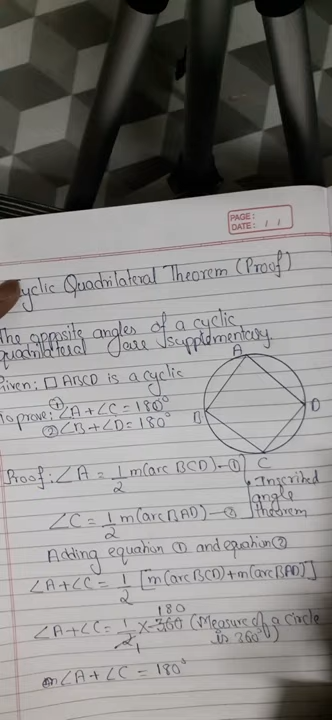 PAGE:
DATE: 11
Cyclic Quadrilateral Theorem (Proof)
The opposite angles of a cyclic
quadrilateral are supplementary
Given: □ ABCD is a cyclic
To prove: ① ∠A + ∠C = 180°
② ∠B + ∠D = 180°
A
B
D
C
Proof: ∠A = 1/2 m(arc BCD) - ①
∠C = 1/2 m(arc BAD) - ②
Inscribed
angle
theorem
Adding equation ① and equation ②
∠A + ∠C = 1/2 [m(arc BCD) + m(arc BAD)]
180
∠A + ∠C = 1/2 × 360 (Measure of a circle
1
is 360°)
∠A + ∠C = 180°